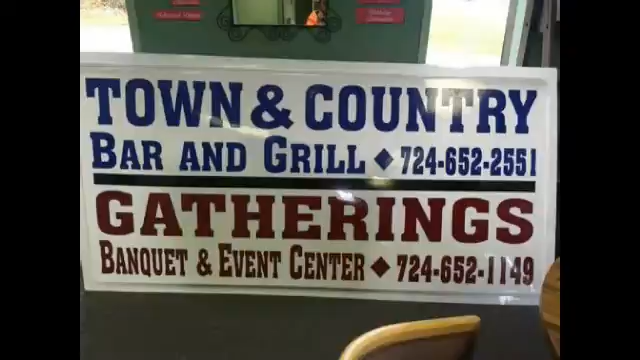 TOWN & COUNTRY
BAR AND GRILL ♦ 724-652-2551
GATHERINGS
BANQUET & EVENT CENTER ♦ 724-652-1149